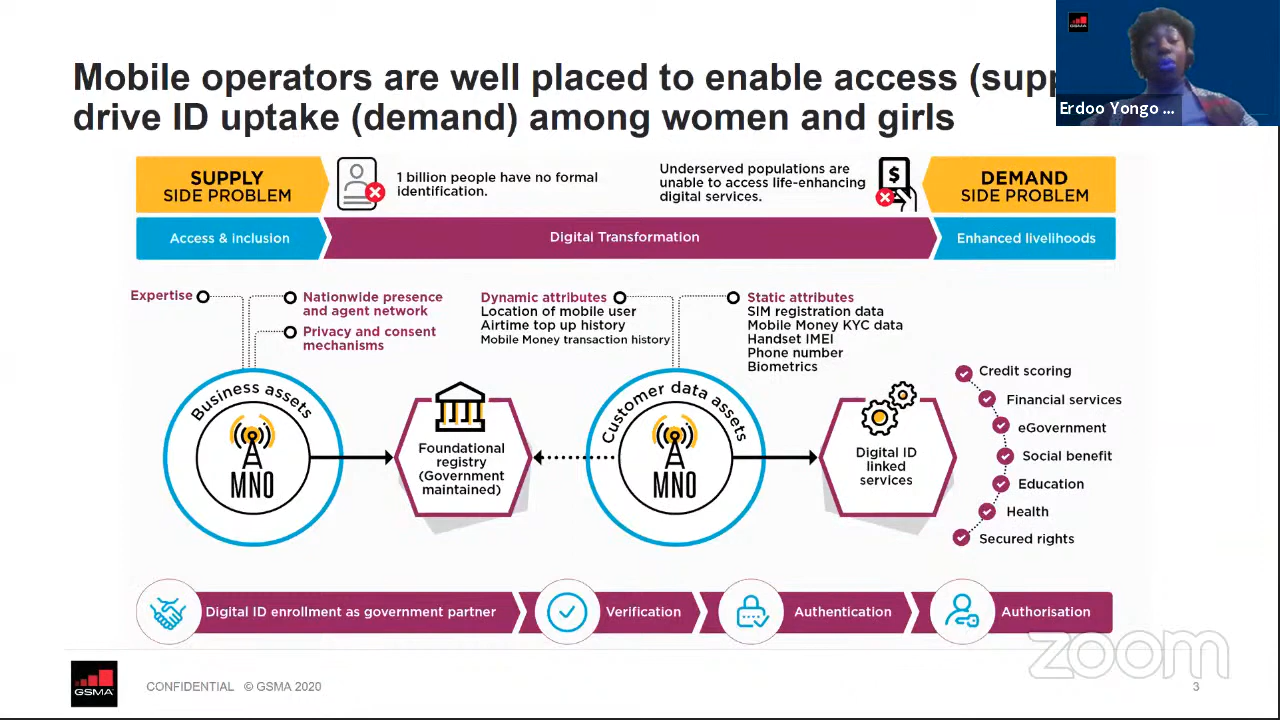 Mobile operators are well placed to enable access
drive ID uptake (demand) among women and girls
GSMA
Erdoo Yongo ...
SUPPLY
SIDE PROBLEM
1 billion people have no formal
identification.
Underserved populations are
unable to access life-enhancing
digital services.
$
DEMAND
SIDE PROBLEM
Access & inclusion
Digital Transformation
Enhanced livelihoods
Expertise
Nationwide presence
and agent network
Privacy and consent
mechanisms
Dynamic attributes
Location of mobile user
Airtime top up history
Mobile Money transaction history
Static attributes
SIM registration data
Mobile Money KYC data
Handset IMEI
Phone number
Biometrics
Business assets
MNO
Foundational
registry
(Government
maintained)
Customer data assets
MNO
Digital ID
linked
services
Credit scoring
Financial services
eGovernment
Social benefit
Education
Health
Secured rights
Digital ID enrollment as government partner
Verification
Authentication
Authorisation
zoom
GSMA
CONFIDENTIAL © GSMA 2020
3